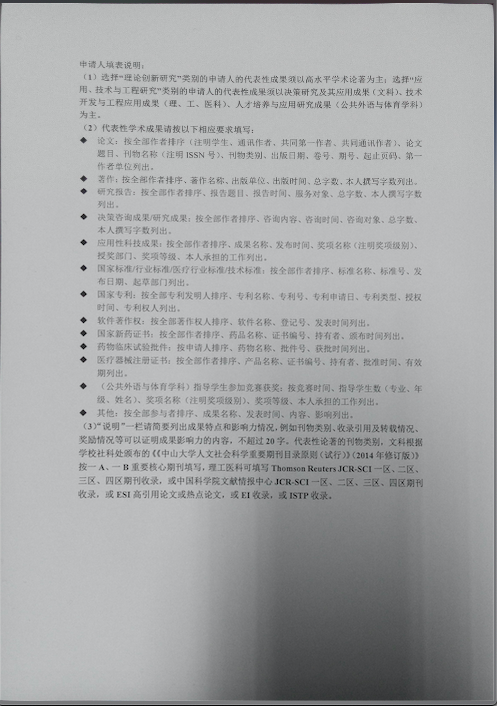 申请人填表说明：
（1）选择“理论创新研究”类别的申请人的代表性成果须以高水平学术论著为主；选择“应
用、技术与工程研究”类别的申请人的代表性成果须以决策研究及其应用成果（文科）、技术
开发与工程应用成果（理、工、医科）、人才培养与应用研究成果（公共外语与体育学科）
为主。
（2）代表性学术成果请按以下相应要求填写：
◆ 论文：按全部作者排序（注明学生、通讯作者、共同第一作者、共同通讯作者）、论文
题目、刊物名称（注明 ISSN 号）、刊物类别、出版日期、卷号、期号、起止页码、第一
作者单位列出。
◆ 著作：按全部作者排序、著作名称、出版单位、出版时间、总字数、本人撰写字数列出。
◆ 研究报告：按全部作者排序、报告题目、报告时间、服务对象、总字数、本人撰写字数
列出。
◆ 决策咨询成果/研究成果：按全部作者排序、咨询内容、咨询时间、咨询对象、总字数、
本人撰写字数列出。
◆ 应用性科技成果：按全部作者排序、成果名称、发布时间、奖项名称（注明奖项级别）、
授奖部门、奖项等级、本人承担的工作列出。
◆ 国家标准/行业标准/医疗行业标准/技术标准：按全部作者排序、标准名称、标准号、发
布日期、起草部门列出。
◆ 国家专利：按全部专利发明人排序、专利名称、专利号、专利申请日、专利类型、授权
时间、专利权人列出。
◆ 软件著作权：按全部著作权人排序、软件名称、登记号、发表时间列出。
◆ 国家新药证书：按全部作者排序、药品名称、证书编号、持有者、颁布时间列出。
◆ 药物临床试验批件：按申请人排序、药物名称、批件号、获批时间列出。
◆ 医疗器械注册证书：按全部作者排序、产品名称、证书编号、持有者、批准时间、有效
期列出。
◆ （公共外语与体育学科）指导学生参加竞赛获奖：按竞赛时间、指导学生数（专业、年
级、姓名）、奖项名称（注明奖项级别）、奖项等级、本人承担的工作列出。
◆ 其他：按全部参与者排序、成果名称、发表时间、内容、影响列出。
（3）“说明”一栏请简要列出成果特点和影响力情况，例如刊物类别、收录引用及转载情况、
奖励情况等可以证明成果影响力的内容，不超过 20 字。代表性论著的刊物类别，文科根据
学校社科处颁布的《《中山大学人文社会科学重要期刊目录原则（试行）》（2014 年修订版）》
按一 A、一 B 重要核心期刊填写，理工医科可填写 Thomson Reuters JCR-SCI 一区、二区、
三区、四区期刊收录，或中国科学院文献情报中心 JCR-SCI 一区、二区、三区、四区期刊
收录，或 ESI 高引用论文或热点论文，或 EI 收录，或 ISTP 收录。